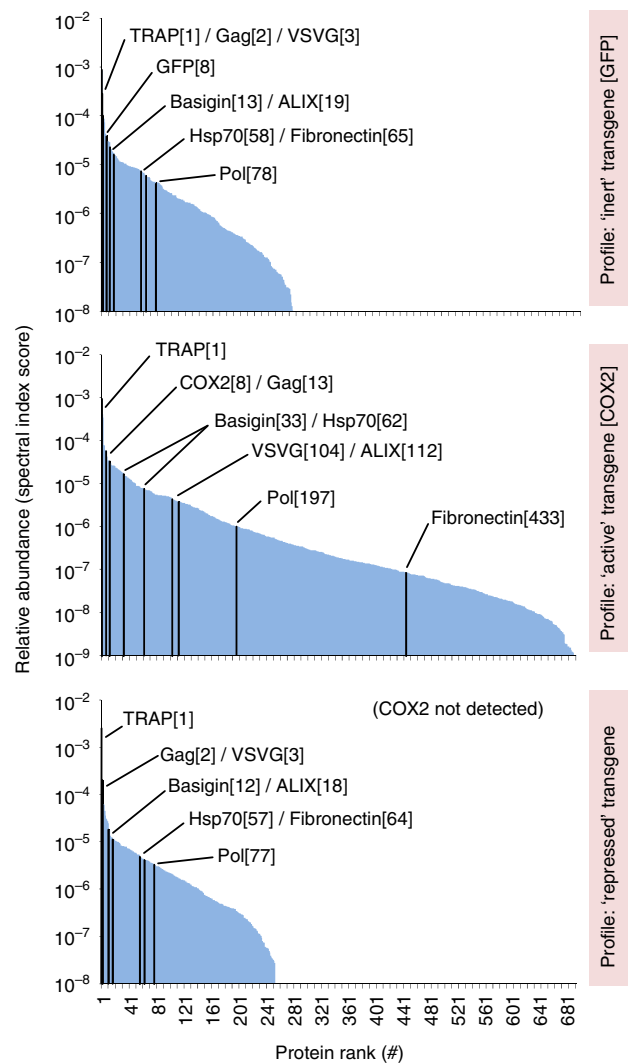 10−2
10−3
10−4
10−5
10−6
10−7
10−8
TRAP[1] / Gag[2] / VSVG[3]
GFP[8]
Basigin[13] / ALIX[19]
Hsp70[58] / Fibronectin[65]
Pol[78]
Profile: ‘inert’ transgene [GFP]
Relative abundance (spectral index score)
10−2
10−3
10−4
10−5
10−6
10−7
10−8
10−9
TRAP[1]
COX2[8] / Gag[13]
Basigin[33] / Hsp70[62]
VSVG[104] / ALIX[112]
Pol[197]
Fibronectin[433]
Profile: ‘active’ transgene [COX2]
10−2
10−3
10−4
10−5
10−6
10−7
10−8
(COX2 not detected)
TRAP[1]
Gag[2] / VSVG[3]
Basigin[12] / ALIX[18]
Hsp70[57] / Fibronectin[64]
Pol[77]
Profile: ‘repressed’ transgene
1 41 81 121 161 201 241 281 321 361 401 441 481 521 561 601 641 681
Protein rank (#)